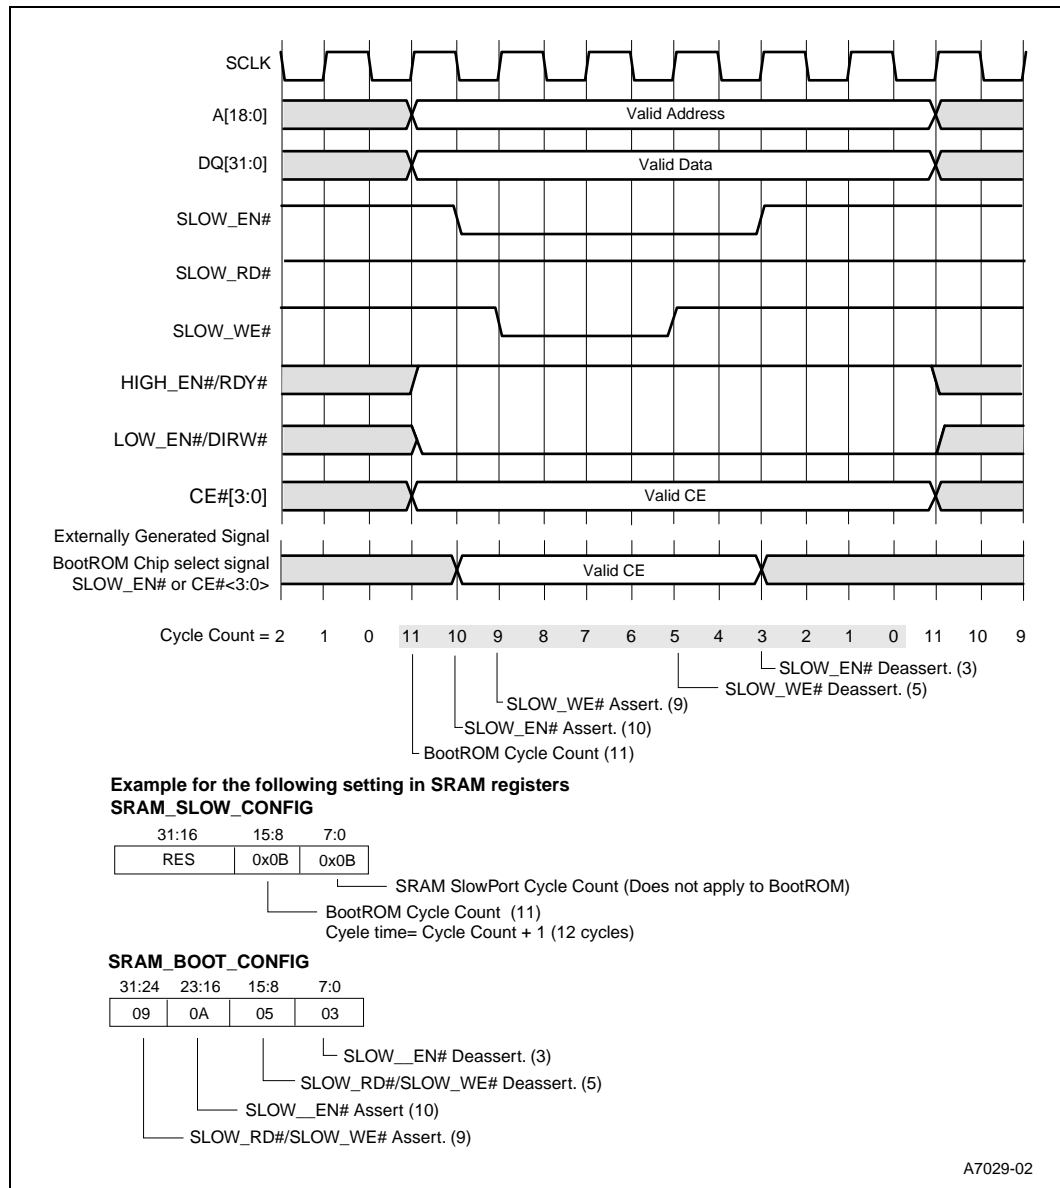 SCLK
A[18:0]
Valid Address
DQ[31:0]
Valid Data
SLOW_EN#
SLOW_RD#
SLOW_WE#
HIGH_EN#/RDY#
LOW_EN#/DIRW#
CE#[3:0]
Valid CE
Externally Generated Signal
BootROM Chip select signal
SLOW_EN# or CE#<3:0>
Valid CE
Cycle Count = 2 1 0 11 10 9 8 7 6 5 4 3 2 1 0 11 10 9
SLOW_EN# Deassert. (3)
SLOW_WE# Deassert. (5)
SLOW_WE# Assert. (9)
SLOW_EN# Assert. (10)
BootROM Cycle Count (11)
Example for the following setting in SRAM registers
SRAM_SLOW_CONFIG
31:16 15:8 7:0
RES 0x0B 0x0B
SRAM SlowPort Cycle Count (Does not apply to BootROM)
BootROM Cycle Count (11)
Cyele time= Cycle Count + 1 (12 cycles)
SRAM_BOOT_CONFIG
31:24 23:16 15:8 7:0
09 0A 05 03
SLOW__EN# Deassert. (3)
SLOW_RD#/SLOW_WE# Deassert. (5)
SLOW__EN# Assert (10)
SLOW_RD#/SLOW_WE# Assert. (9)
A7029-02